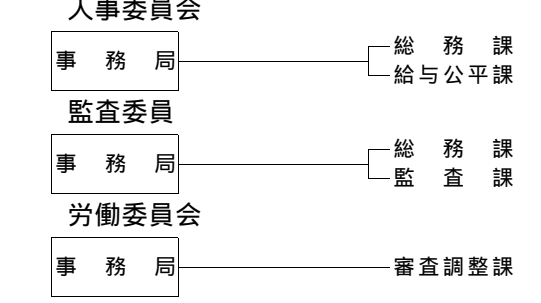 人事委員会
事務局
総務課
給与公平課
監査委員
事務局
総務課
監査課
労働委員会
事務局
審査調整課